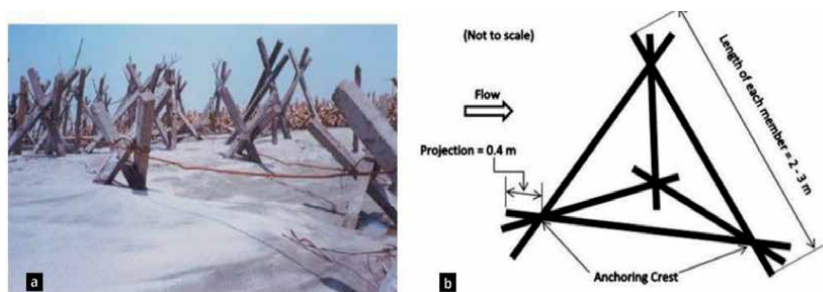 a
(Not to scale)
Flow
Projection = 0.4 m
Length of each member = 2 - 3 m
Anchoring Crest
b